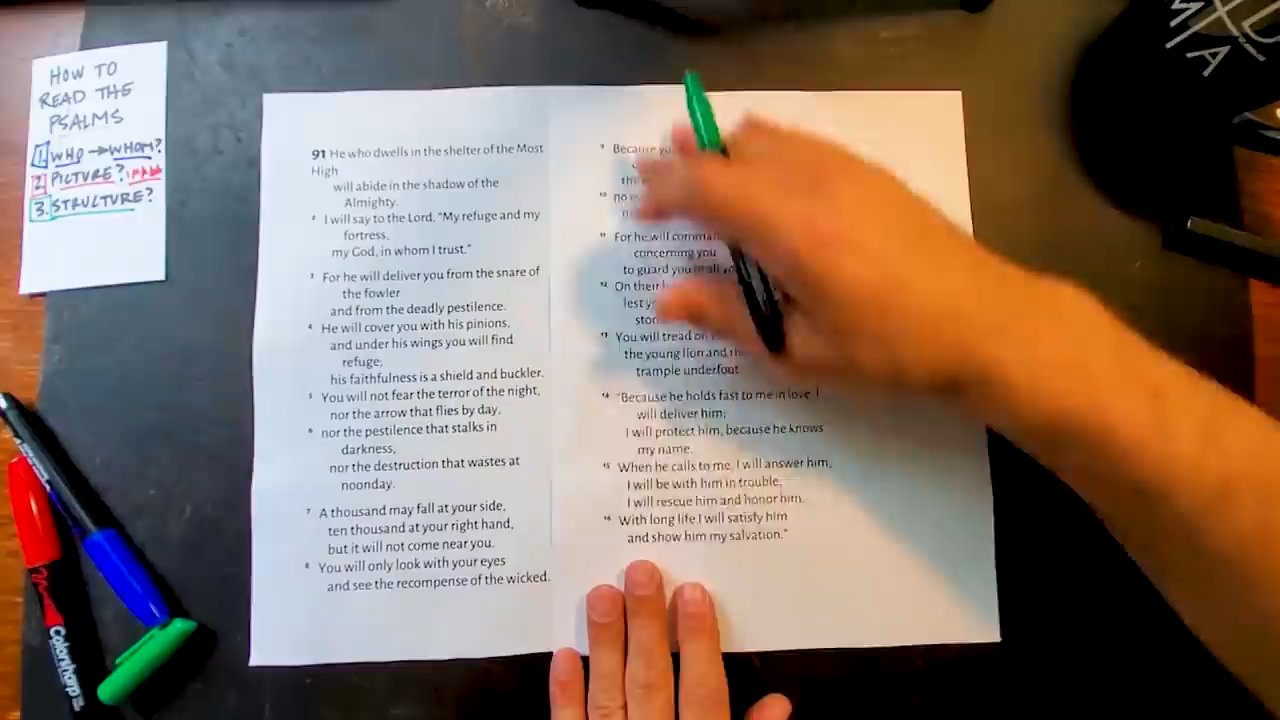 HOW TO
READ THE
PSALMS
1. WHO → WHOM?
2. PICTURE?
3. STRUCTURE?
91 He who dwells in the shelter of the Most
High
will abide in the shadow of the
Almighty.
2 I will say to the Lord, “My refuge and my
fortress,
my God, in whom I trust.”
3 For he will deliver you from the snare of
the fowler
and from the deadly pestilence.
4 He will cover you with his pinions,
and under his wings you will find
refuge;
his faithfulness is a shield and buckler.
5 You will not fear the terror of the night,
nor the arrow that flies by day,
6 nor the pestilence that stalks in
darkness,
nor the destruction that wastes at
noonday.
7 A thousand may fall at your side,
ten thousand at your right hand,
but it will not come near you.
8 You will only look with your eyes
and see the recompense of the wicked.
9 Because
10 no
11 For he will
concerning you
to guard you in all
12 On their
lest
13 You will tread on
the young lion and
trample underfoot.
14 “Because he holds fast to me in love, I
will deliver him;
I will protect him, because he knows
my name.
15 When he calls to me, I will answer him;
I will be with him in trouble;
I will rescue him and honor him.
16 With long life I will satisfy him
and show him my salvation.”
Colorsharp
MA